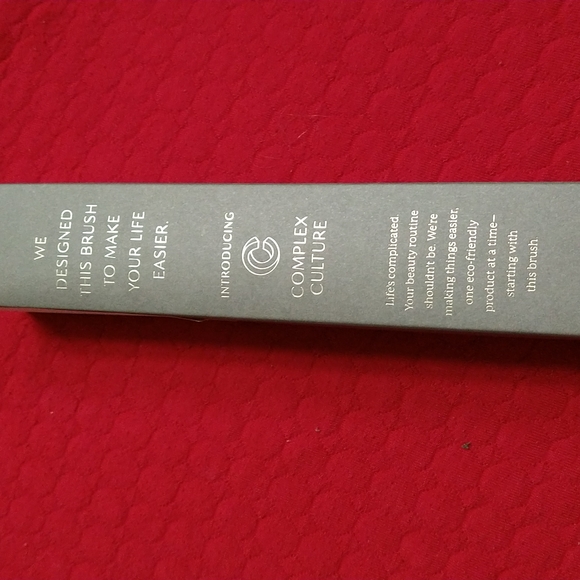 WE
DESIGNED
THIS BRUSH
TO MAKE
YOUR LIFE
EASIER.
INTRODUCING
COMPLEX
CULTURE
Life's complicated.
Your beauty routine
shouldn't be. We're
making things easier,
one eco-friendly
product at a time—
starting with
this brush